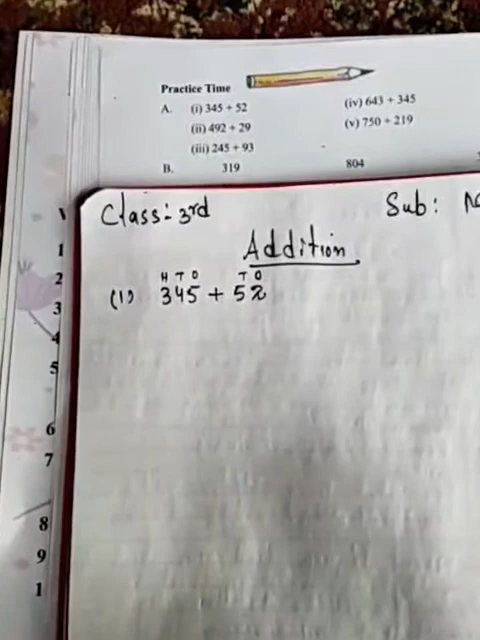 Practice Time
A. (i) 345 + 52 (iv) 643 + 345
(ii) 492 + 29 (v) 750 + 219
(iii) 245 + 93
B. 319 804
Class: 3rd Sub:
Addition
H T O T O
(1) 345 + 52
1
2
3
4
5
6
7
8
9
1